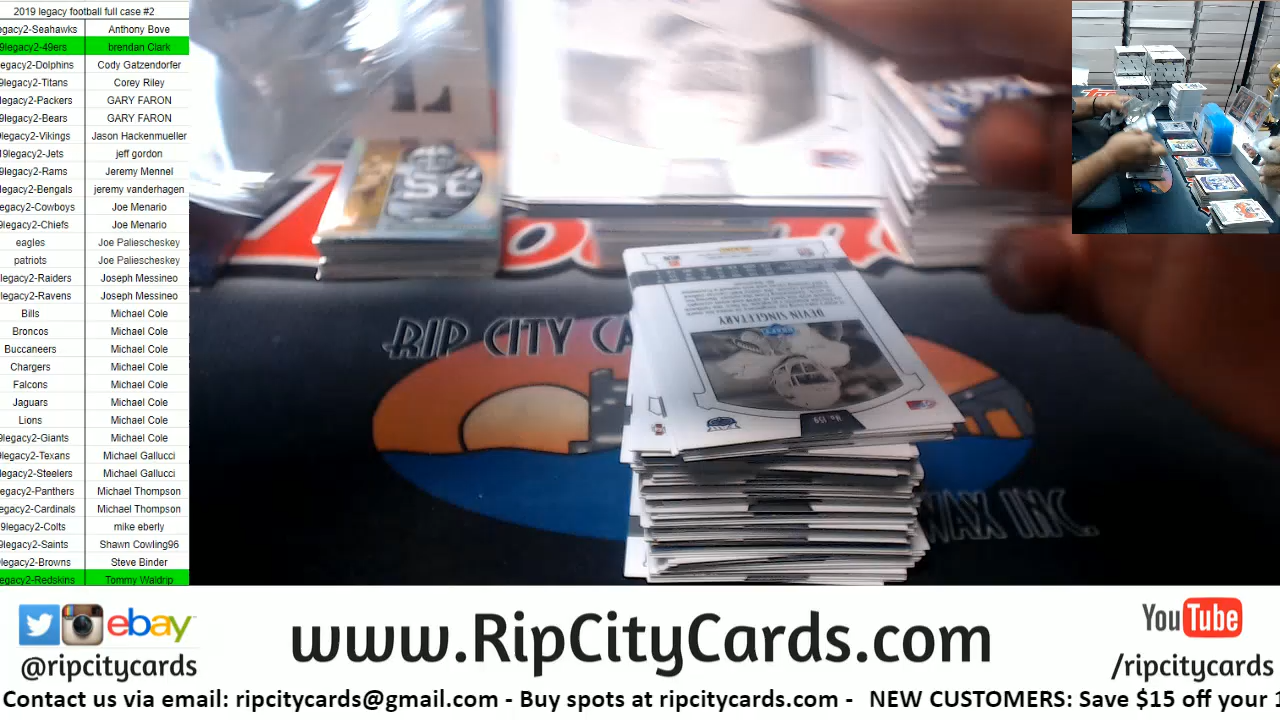 2019 legacy football full case #2
egacy2-Seahawks Anthony Bove
9legacy2-49ers brendan Clark
egacy2-Dolphins Cody Gatzendorfer
9legacy2-Titans Corey Riley
egacy2-Packers GARY FARON
9legacy2-Bears GARY FARON
9legacy2-Vikings Jason Hackenmueller
19legacy2-Jets jeff gordon
9legacy2-Rams Jeremy Mennel
egacy2-Bengals jeremy vanderhagen
egacy2-Cowboys Joe Menario
9legacy2-Chiefs Joe Menario
eagles Joe Paliescheskey
patriots Joe Paliescheskey
legacy2-Raiders Joseph Messineo
legacy2-Ravens Joseph Messineo
Bills Michael Cole
Broncos Michael Cole
Buccaneers Michael Cole
Chargers Michael Cole
Falcons Michael Cole
Jaguars Michael Cole
Lions Michael Cole
9legacy2-Giants Michael Cole
legacy2-Texans Michael Gallucci
egacy2-Steelers Michael Gallucci
egacy2-Panthers Michael Thompson
gacy2-Cardinals Michael Thompson
9legacy2-Colts mike eberly
9legacy2-Saints Shawn Cowling96
legacy2-Browns Steve Binder
egacy2-Redskins Tommy Waldrip
RIP CITY CA
WAX INC.
DEVIN SINGLETARY
No. 159
ebay
@ripcitycards
www.RipCityCards.com
YouTube
/ripcitycards
Contact us via email: ripcitycards@gmail.com - Buy spots at ripcitycards.com - NEW CUSTOMERS: Save $15 off your 1